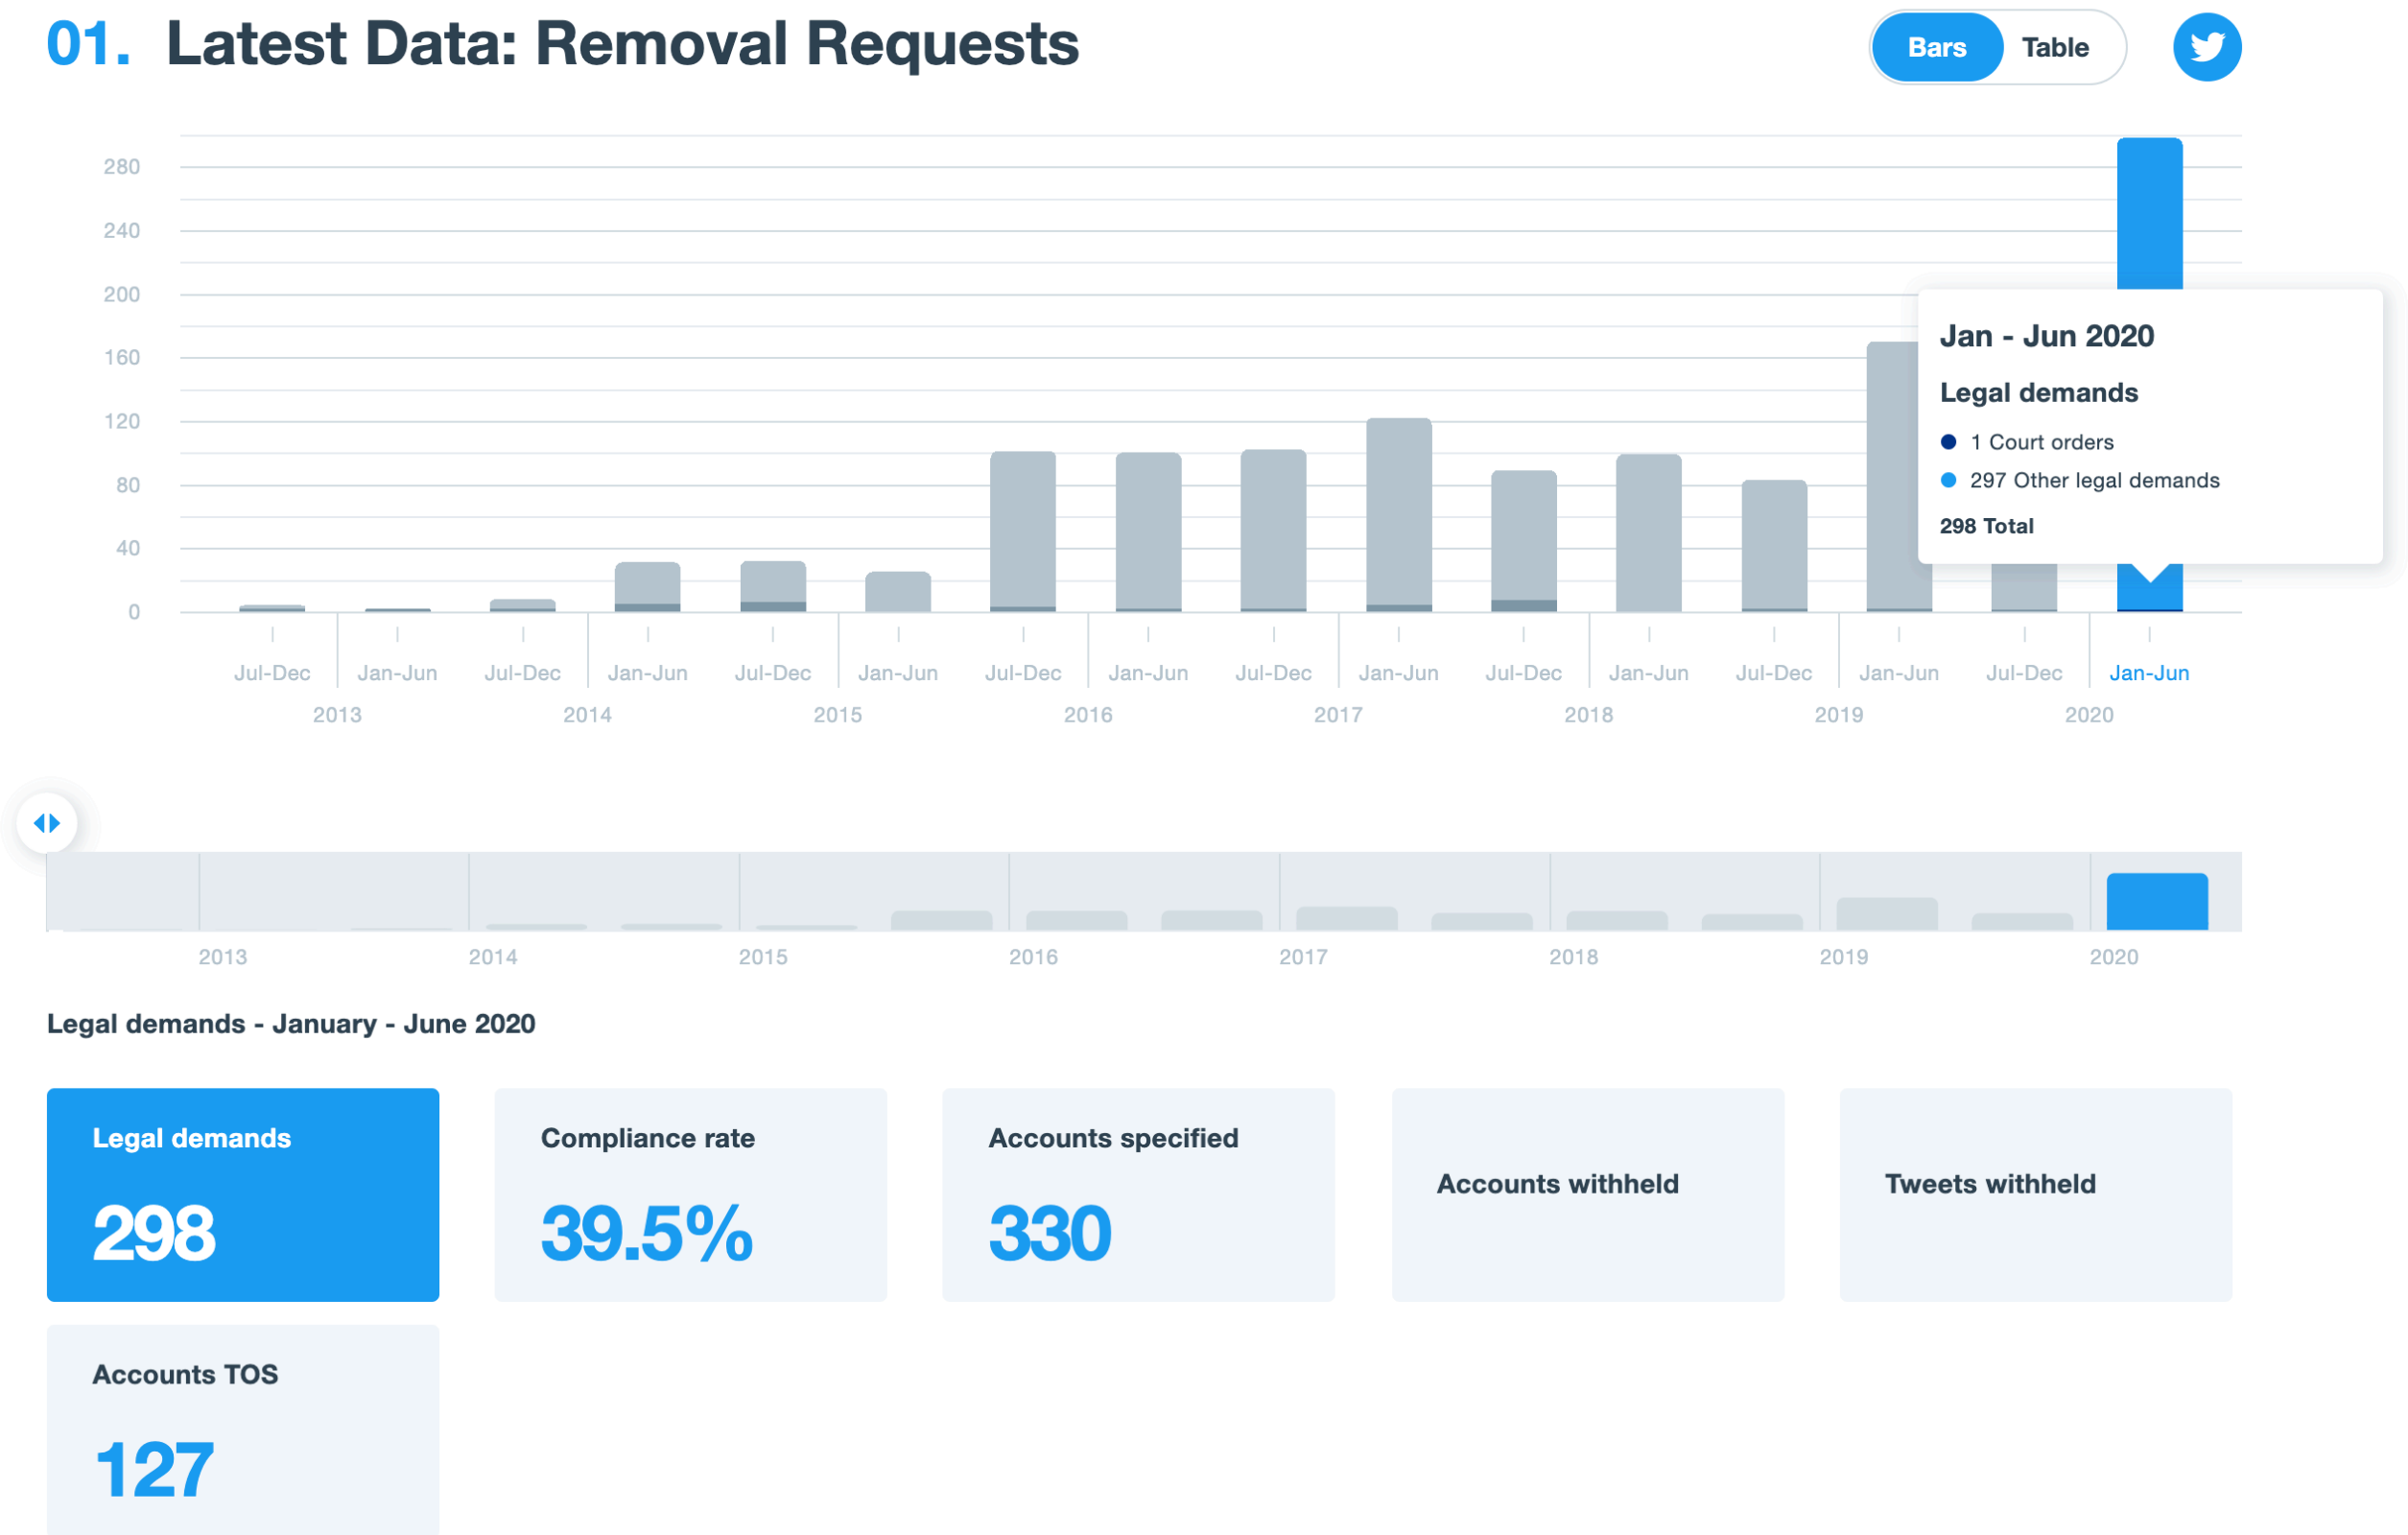 01. Latest Data: Removal Requests
Bars Table
280
240
200
160
120
80
40
0
Jan - Jun 2020
Legal demands
1 Court orders
297 Other legal demands
298 Total
Jul-Dec Jan-Jun Jul-Dec Jan-Jun Jul-Dec Jan-Jun Jul-Dec Jan-Jun Jul-Dec Jan-Jun Jul-Dec Jan-Jun Jul-Dec Jan-Jun Jul-Dec Jan-Jun
2013 2014 2015 2016 2017 2018 2019 2020
2013 2014 2015 2016 2017 2018 2019 2020
Legal demands - January - June 2020
Legal demands
298
Compliance rate
39.5%
Accounts specified
330
Accounts withheld
Tweets withheld
Accounts TOS
127